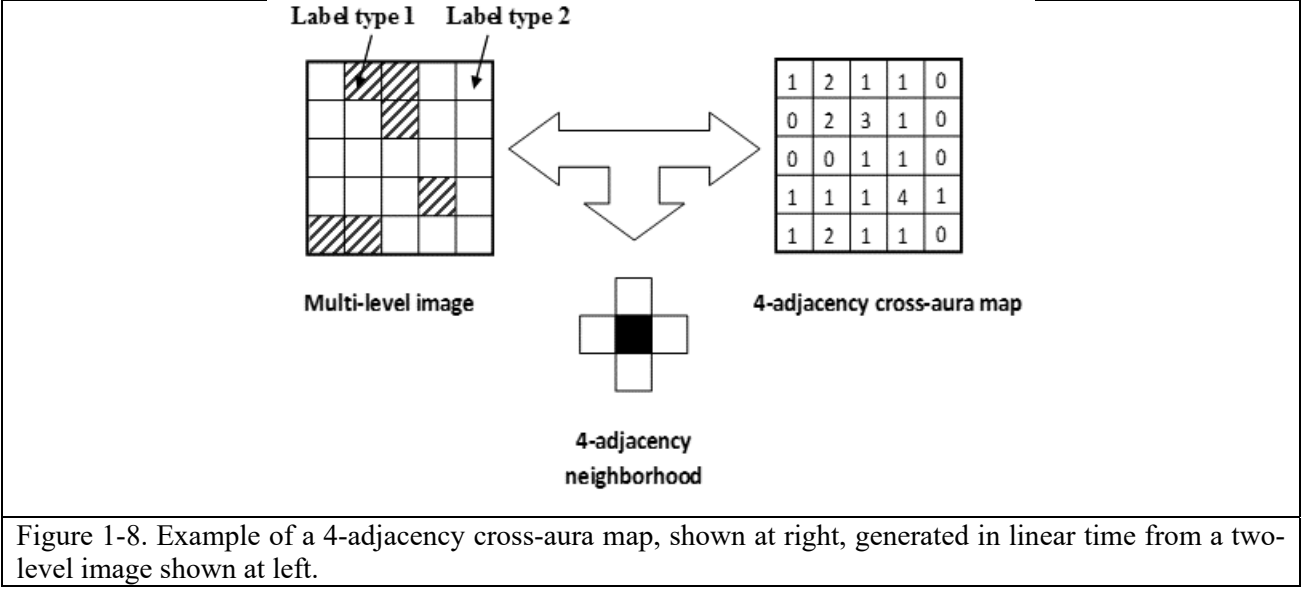 Label type 1 Label type 2
1 2 1 1 0
0 2 3 1 0
0 0 1 1 0
1 1 1 4 1
1 2 1 1 0
Multi-level image
4-adjacency cross-aura map
4-adjacency
neighborhood
Figure 1-8. Example of a 4-adjacency cross-aura map, shown at right, generated in linear time from a two-
level image shown at left.